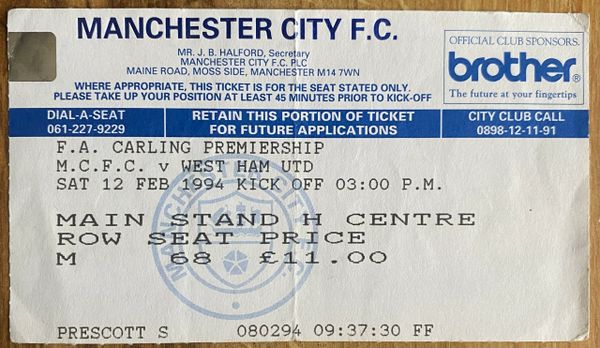 MANCHESTER CITY F.C.
MR. J. B. HALFORD, Secretary
MANCHESTER CITY F.C. PLC
MAINE ROAD, MOSS SIDE, MANCHESTER M14 7WN
WHERE APPROPRIATE, THIS TICKET IS FOR THE SEAT STATED ONLY.
PLEASE TAKE UP YOUR POSITION AT LEAST 45 MINUTES PRIOR TO KICK-OFF
OFFICIAL CLUB SPONSORS.
brother®
The future at your fingertips
DIAL-A-SEAT
061-227-9229
RETAIN THIS PORTION OF TICKET
FOR FUTURE APPLICATIONS
CITY CLUB CALL
0898-12-11-91
F.A. CARLING PREMIERSHIP
M.C.F.C. v WEST HAM UTD
SAT 12 FEB 1994 KICK OFF 03:00 P.M.
MAIN STAND H CENTRE
ROW SEAT PRICE
M 68 £11.00
MANCHESTER CITY F.C.
PRESCOTT S 080294 09:37:30 FF